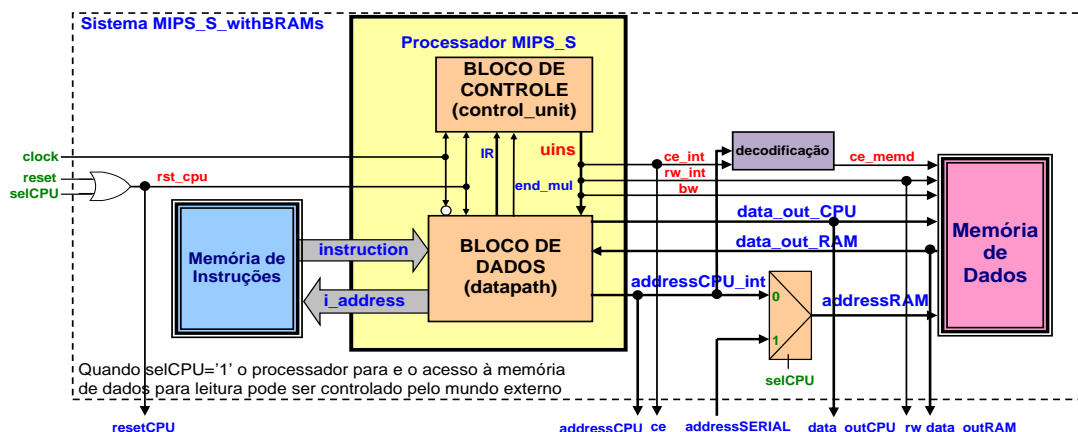 Sistema MIPS_S_withBRAMs
Processador MIPS_S
BLOCO DE
CONTROLE
(control_unit)
clock
reset
selCPU
rst_cpu
IR
uins
end_mul
ce_int
rw_int
bw
decodificação
ce_memd
Memória de
Instruções
instruction
i_address
BLOCO DE
DADOS
(datapath)
data_out_CPU
data_out_RAM
addressCPU_int
0
1
selCPU
addressRAM
Memória
de
Dados
Quando selCPU='1' o processador para e o acesso à memória
de dados para leitura pode ser controlado pelo mundo externo
resetCPU
addressCPU
ce
addressSERIAL
data_outCPU
rw
data_outRAM